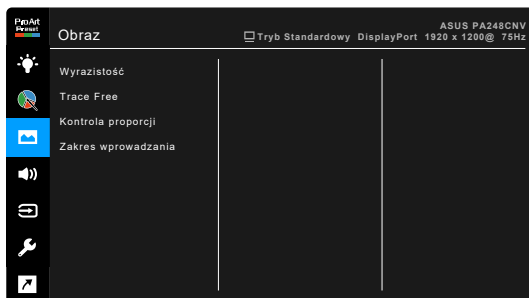 ProArt
Preset
Obraz
ASUS PA248CNV
Tryb Standardowy DisplayPort 1920 x 1200@ 75Hz
Wyrazistość
Trace Free
Kontrola proporcji
Zakres wprowadzania